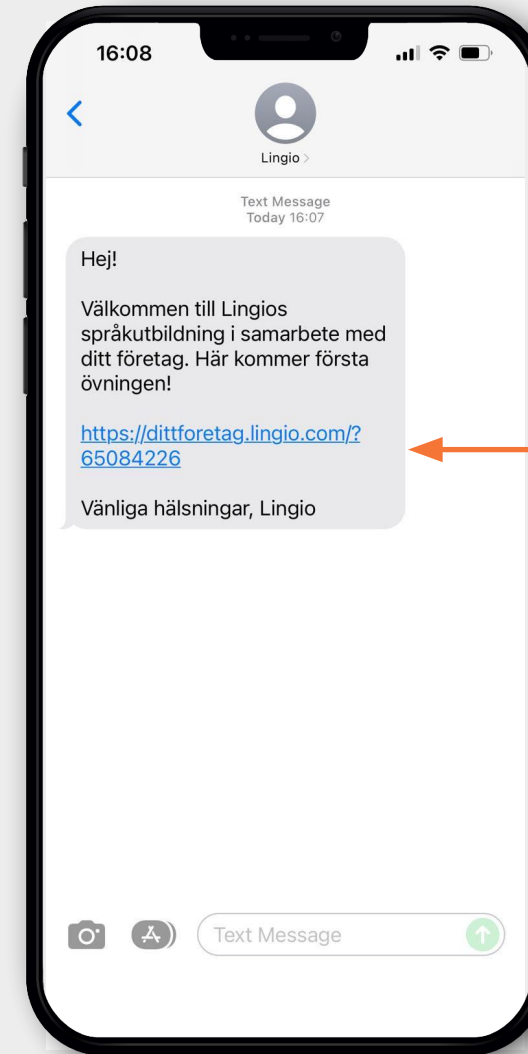 16:08
Lingio
Text Message
Today 16:07
Hej!
Välkommen till Lingios
språkutbildning i samarbete med
ditt företag. Här kommer första
övningen!
https://dittforetag.lingio.com/?
65084226
Vänliga hälsningar, Lingio
Text Message